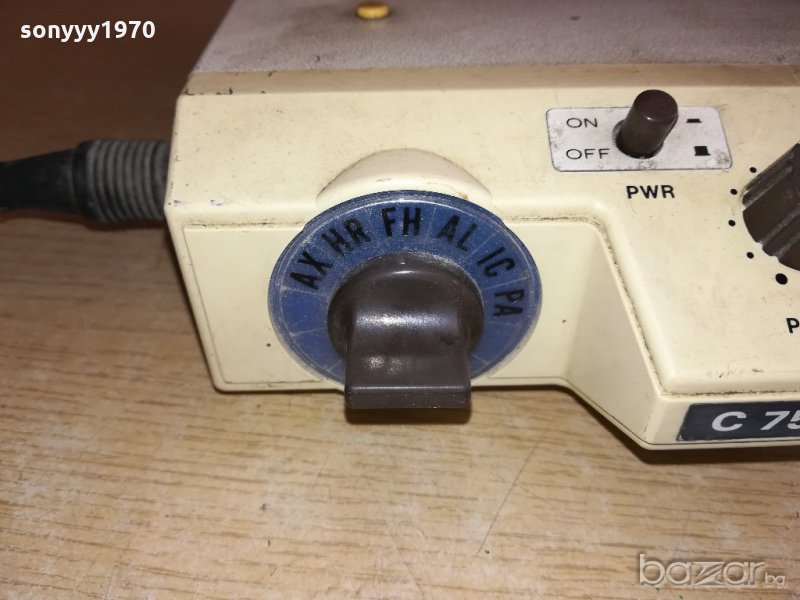 sonyyy1970
ON
OFF
PWR
AX HR FH AL IC PA
P
C 75
bazar.bg